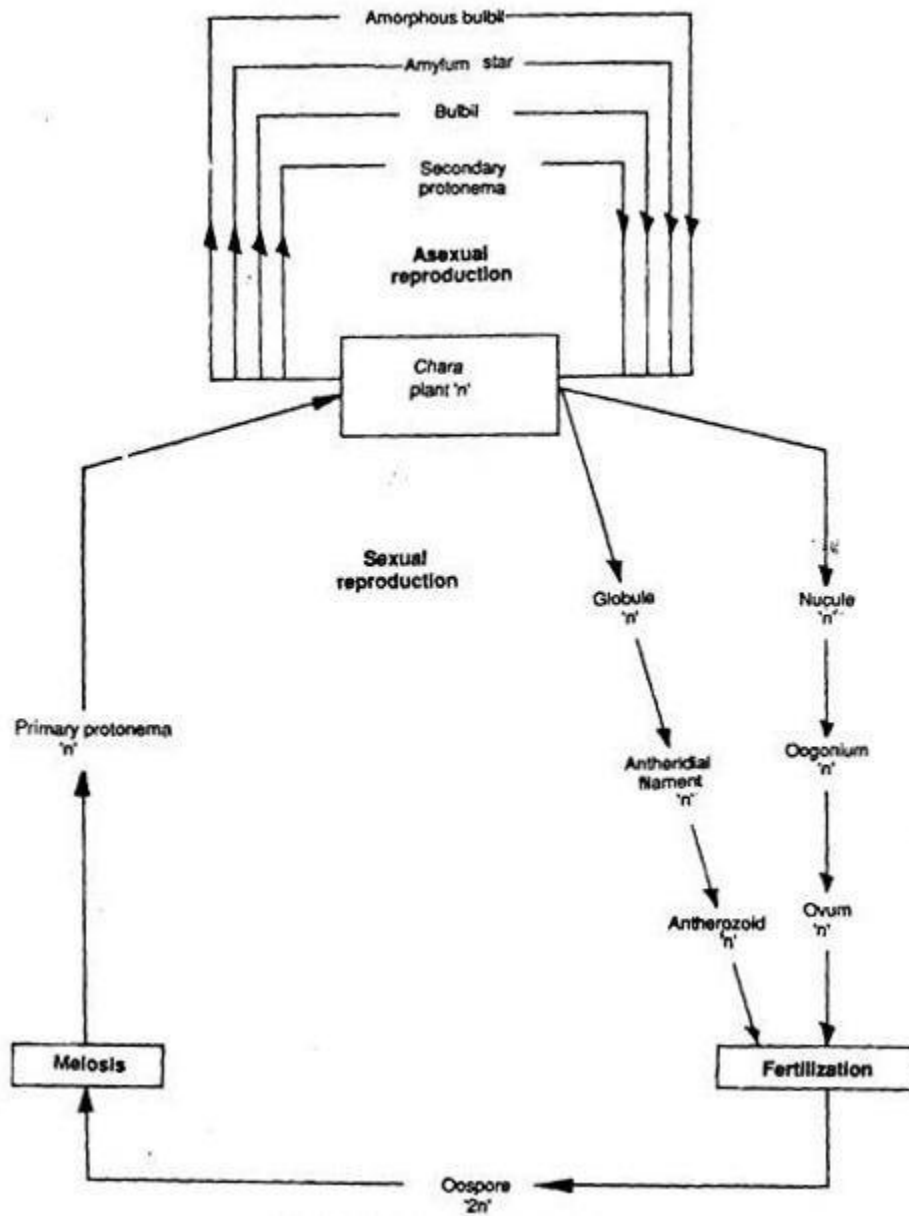 Amorphous bulbil
Amylum star
Bulbil
Secondary
protonema
Asexual
reproduction
Chara
plant 'n'
Sexual
reproduction
Globule
'n'
Nucule
'n'
Primary protonema
'n'
Antheridial
filament
'n'
Oogonium
'n'
Antherozoid
'n'
Ovum
'n'
Meiosis
Fertilization
Oospore
'2n'